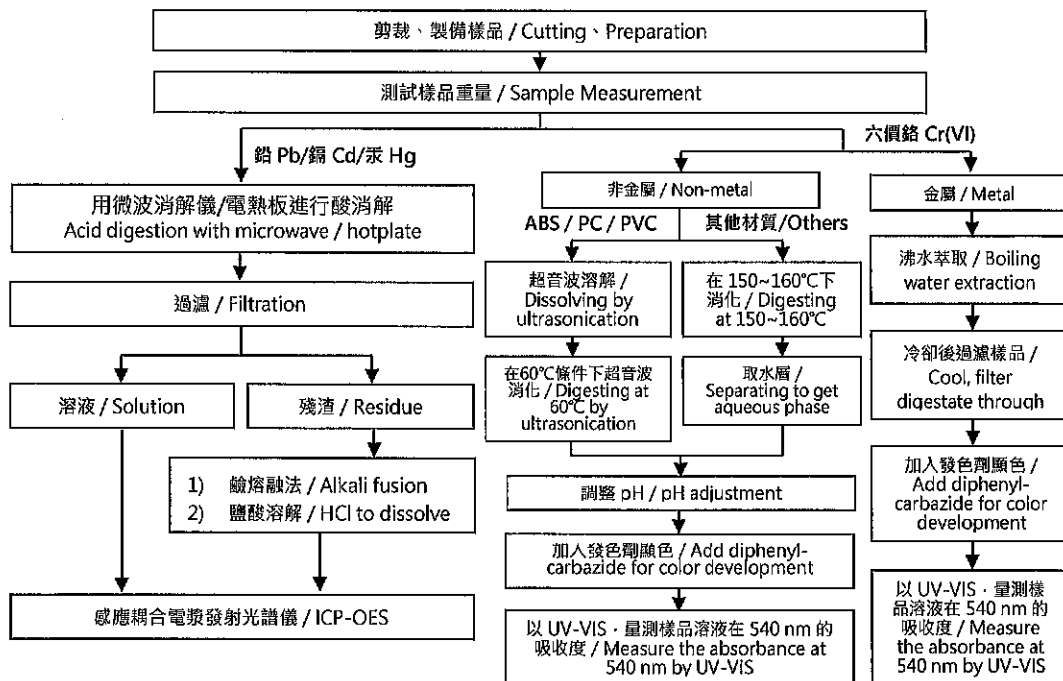 剪裁、製備樣品 / Cutting、Preparation
測試樣品重量 / Sample Measurement
鉛 Pb/鎘 Cd/汞 Hg
六價鉻 Cr(VI)
用微波消解儀/電熱板進行酸消解
Acid digestion with microwave / hotplate
過濾 / Filtration
溶液 / Solution
殘渣 / Residue
1) 鹼熔融法 / Alkali fusion
2) 鹽酸溶解 / HCl to dissolve
感應耦合電漿發射光譜儀 / ICP-OES
非金屬 / Non-metal
ABS / PC / PVC
其他材質/Others
超音波溶解 /
Dissolving by
ultrasonication
在 150~160℃下
消化 / Digesting
at 150~160℃
在60℃條件下超音波
消化 / Digesting at
60℃ by
ultrasonication
取水層 /
Separating to get
aqueous phase
調整 pH / pH adjustment
加入發色劑顯色 / Add diphenyl-
carbazide for color development
以 UV-VIS，量測樣品溶液在 540 nm 的
吸收度 / Measure the absorbance at
540 nm by UV-VIS
金屬 / Metal
沸水萃取 / Boiling
water extraction
冷卻後過濾樣品 /
Cool, filter
digestate through
加入發色劑顯色 /
Add diphenyl-
carbazide for color
development
以 UV-VIS，量測樣
品溶液在 540 nm 的
吸收度 / Measure
the absorbance at
540 nm by UV-VIS